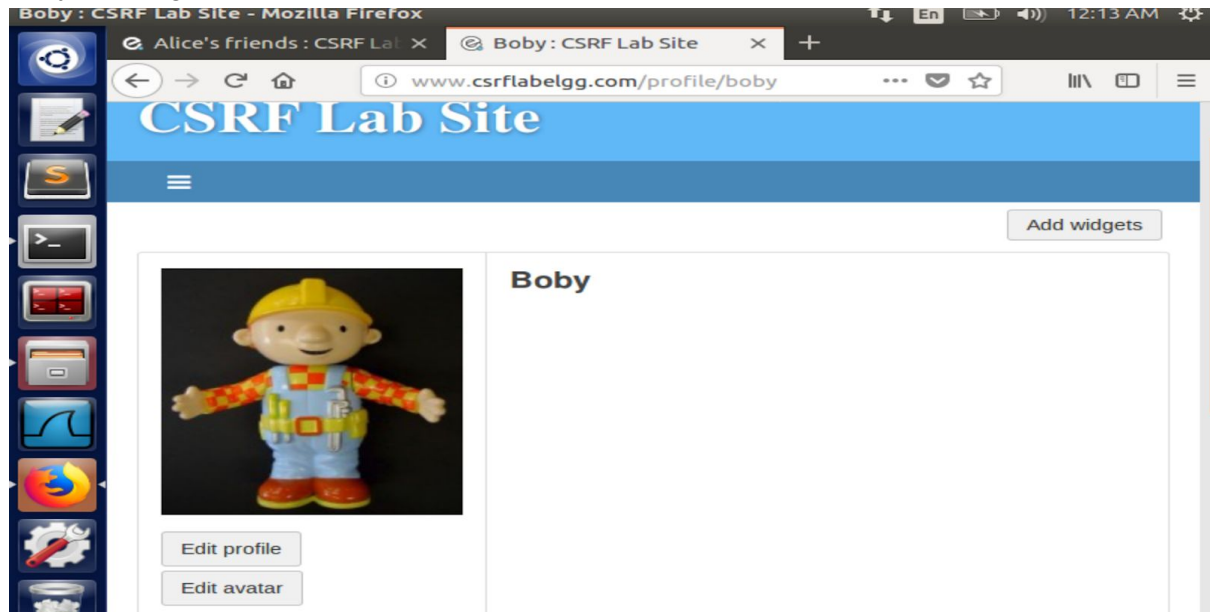 Boby : CSRF Lab Site - Mozilla Firefox
En
12:13 AM
Alice's friends : CSRF Lab
Boby : CSRF Lab Site
www.csrflabelgg.com/profile/boby
CSRF Lab Site
Add widgets
Boby
Edit profile
Edit avatar